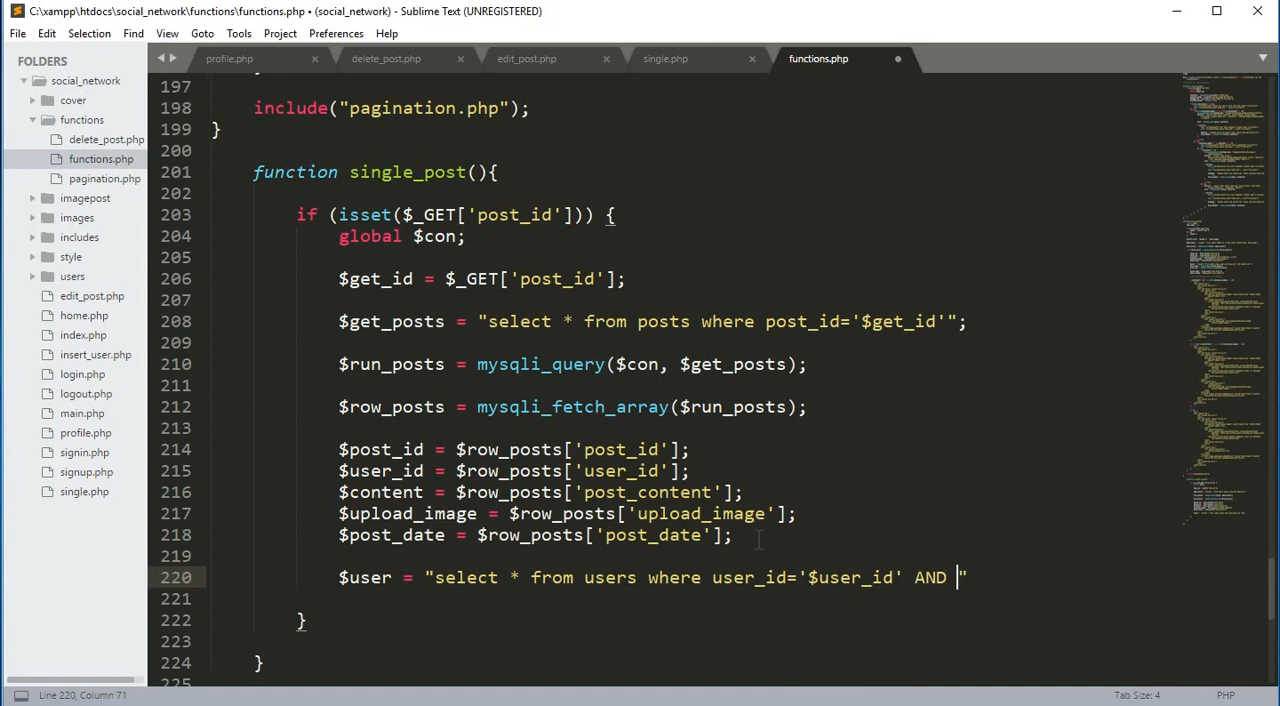 C:\xampp\htdocs\social_network\functions\functions.php • (social_network) - Sublime Text (UNREGISTERED)
File Edit Selection Find View Goto Tools Project Preferences Help
FOLDERS
social_network
cover
functions
delete_post.php
functions.php
pagination.php
imagepost
images
includes
style
users
edit_post.php
home.php
index.php
insert_user.php
login.php
logout.php
main.php
profile.php
signin.php
signup.php
single.php
profile.php delete_post.php edit_post.php single.php functions.php
197
198 include("pagination.php");
199 }
200
201 function single_post(){
202
203 if (isset($_GET['post_id'])) {
204 global $con;
205
206 $get_id = $_GET['post_id'];
207
208 $get_posts = "select * from posts where post_id='$get_id'";
209
210 $run_posts = mysqli_query($con, $get_posts);
211
212 $row_posts = mysqli_fetch_array($run_posts);
213
214 $post_id = $row_posts['post_id'];
215 $user_id = $row_posts['user_id'];
216 $content = $row_posts['post_content'];
217 $upload_image = $row_posts['upload_image'];
218 $post_date = $row_posts['post_date'];
219
220 $user = "select * from users where user_id='$user_id' AND "
221
222 }
223
224 }
225
Line 220, Column 71 Tab Size: 4 PHP